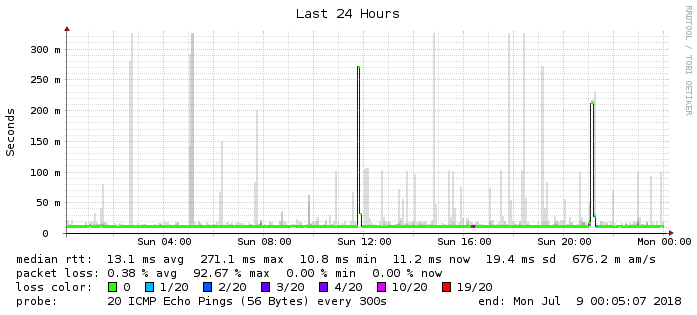 Last 24 Hours
RRDTOOL / TOBI OETIKER
Seconds
300 m
250 m
200 m
150 m
100 m
50 m
0
Sun 04:00 Sun 08:00 Sun 12:00 Sun 16:00 Sun 20:00 Mon 00:00
median rtt: 13.1 ms avg 271.1 ms max 10.8 ms min 11.2 ms now 19.4 ms sd 676.2 m am/s
packet loss: 0.38 % avg 92.67 % max 0.00 % min 0.00 % now
loss color: 0 1/20 2/20 3/20 4/20 10/20 19/20
probe: 20 ICMP Echo Pings (56 Bytes) every 300s end: Mon Jul 9 00:05:07 2018